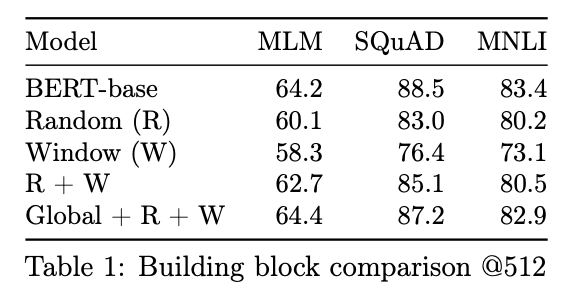 Model MLM SQuAD MNLI
BERT-base 64.2 88.5 83.4
Random (R) 60.1 83.0 80.2
Window (W) 58.3 76.4 73.1
R + W 62.7 85.1 80.5
Global + R + W 64.4 87.2 82.9
Table 1: Building block comparison @512